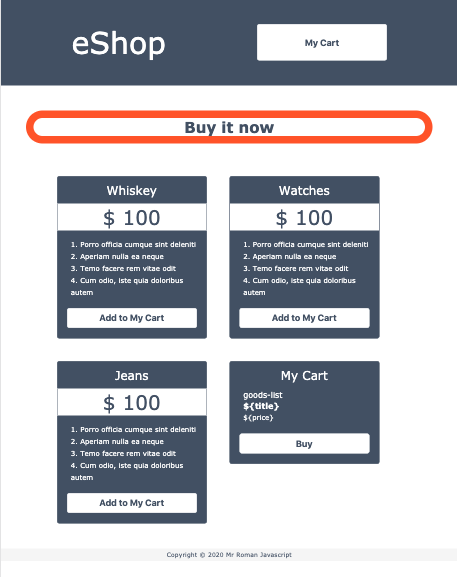 eShop
My Cart
Buy it now
Whiskey
$ 100
1. Porro officia cumque sint deleniti
2. Aperiam nulla ea neque
3. Temo facere rem vitae odit
4. Cum odio, iste quia doloribus
autem
Add to My Cart
Watches
$ 100
1. Porro officia cumque sint deleniti
2. Aperiam nulla ea neque
3. Temo facere rem vitae odit
4. Cum odio, iste quia doloribus
autem
Add to My Cart
Jeans
$ 100
1. Porro officia cumque sint deleniti
2. Aperiam nulla ea neque
3. Temo facere rem vitae odit
4. Cum odio, iste quia doloribus
autem
Add to My Cart
My Cart
goods-list
${title}
${price}
Buy
Copyright © 2020 Mr Roman Javascript